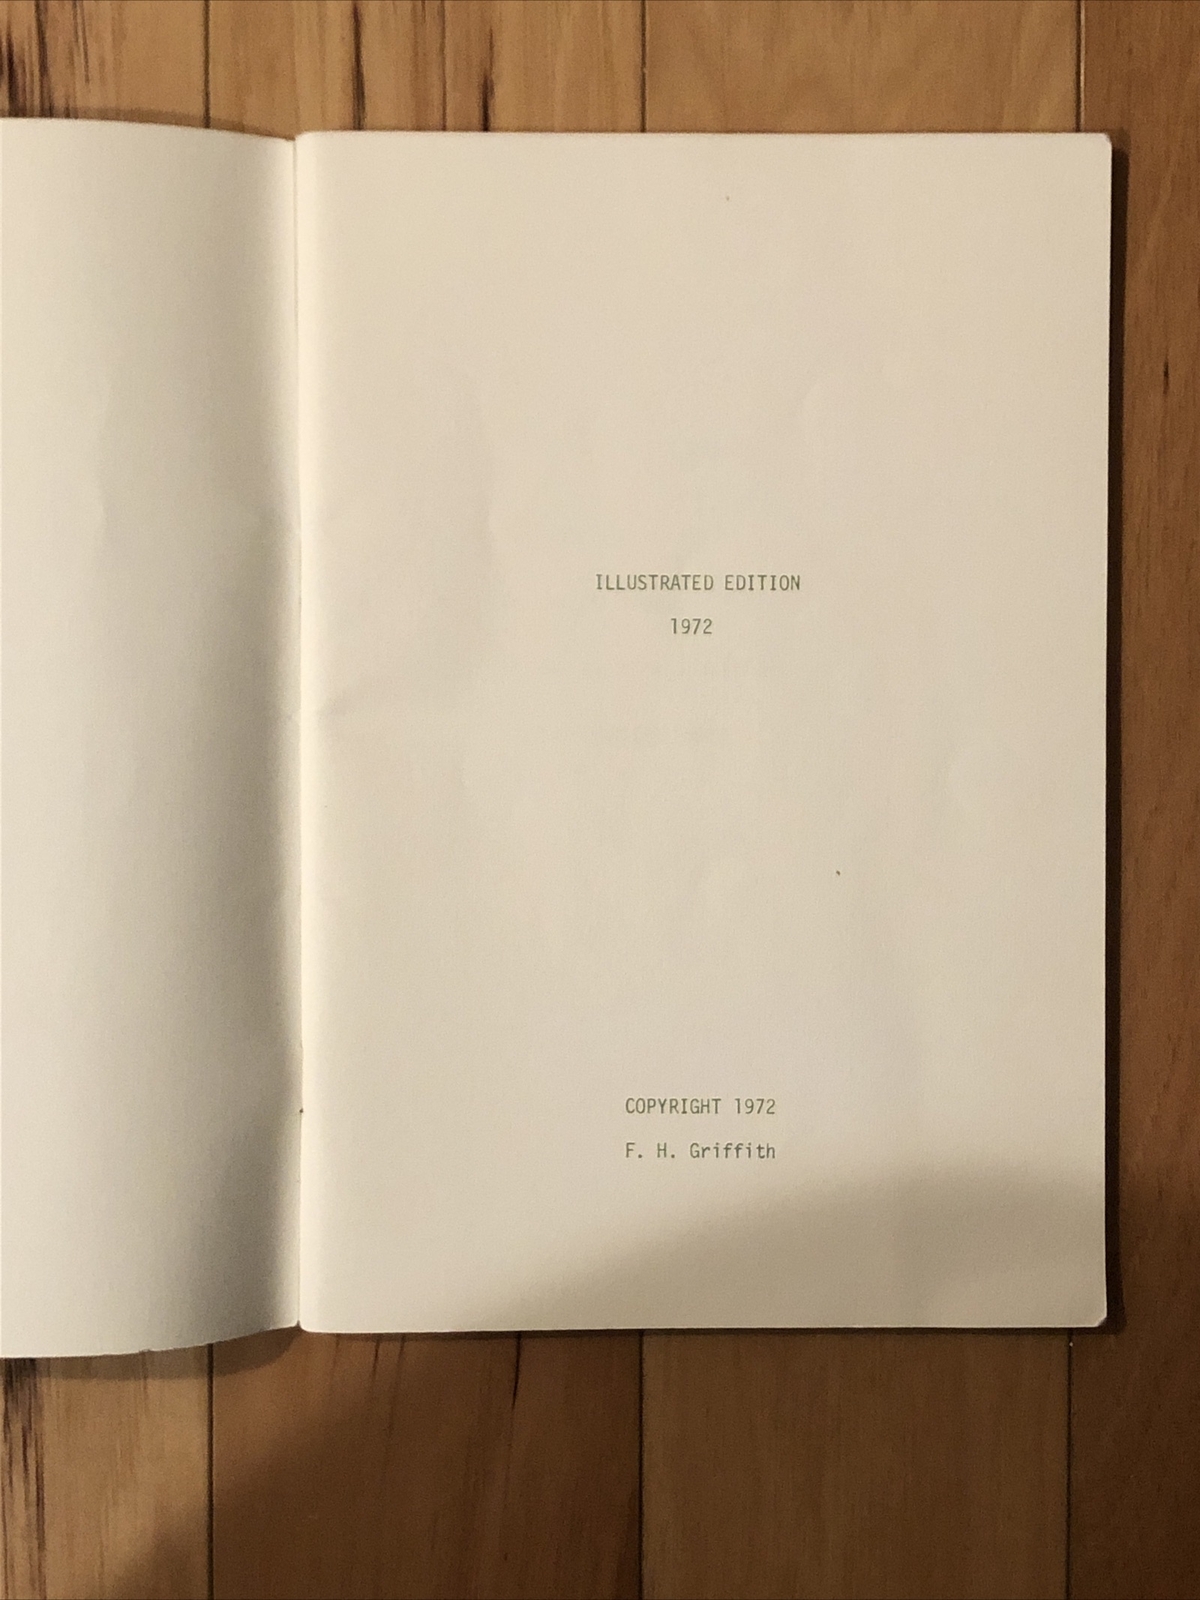 ILLUSTRATED EDITION
1972
COPYRIGHT 1972
F. H. Griffith